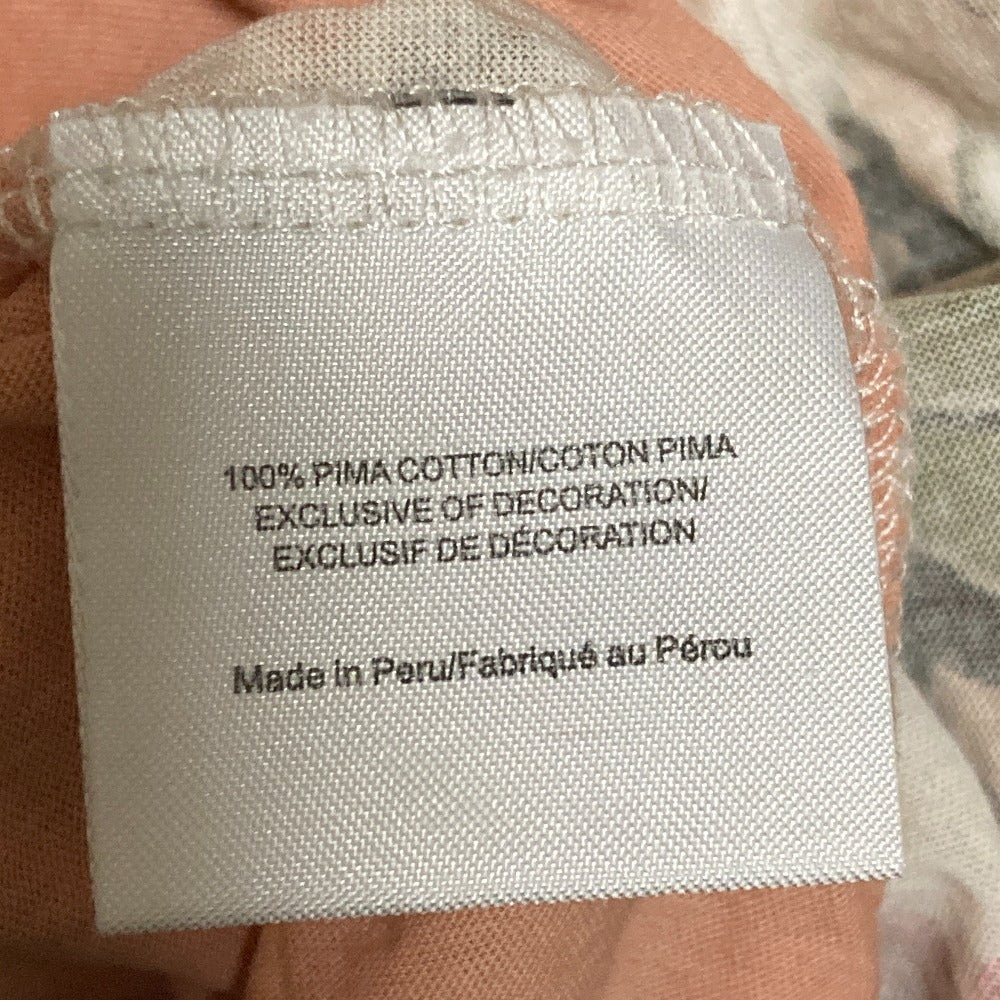 100% PIMA COTTON/COTON PIMA
EXCLUSIVE OF DECORATION/
EXCLUSIF DE DÉCORATION
Made in Peru/Fabriqué au Pérou